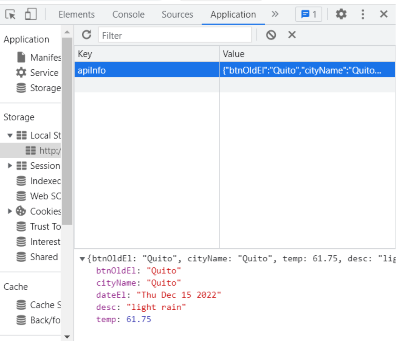 Elements Console Sources Application » 1
Application
Manifes
Service
Storage
Storage
Local St
http:/
Session
Indexed
Web SC
Cookies
Trust To
Interest
Shared
Cache
Cache S
Back/fo
Filter
Key Value
apiInfo {"btnOldEl":"Quito","cityName":"Quito...
{btnOldEl: "Quito", cityName: "Quito", temp: 61.75, desc: "lig
btnOldEl: "Quito"
cityName: "Quito"
dateEl: "Thu Dec 15 2022"
desc: "light rain"
temp: 61.75